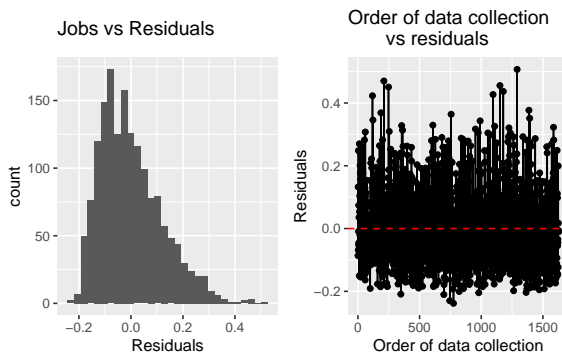 Jobs vs Residuals
150
100
50
0
count
−0.2
0.0
0.2
0.4
Residuals
Order of data collection
vs residuals
0.4
0.2
0.0
−0.2
Residuals
0
500
1000
1500
Order of data collection